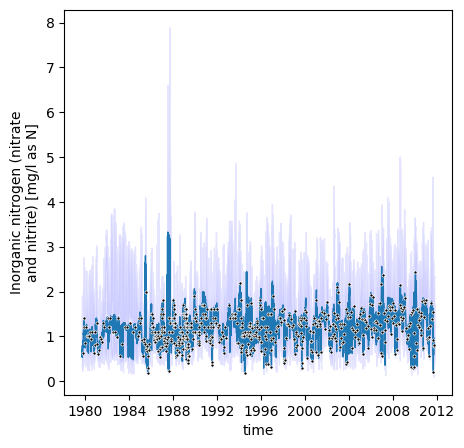 8
7
6
5
4
3
2
1
0
Inorganic nitrogen (nitrate
and nitrite) [mg/l as N]
1980 1984 1988 1992 1996 2000 2004 2008 2012
time